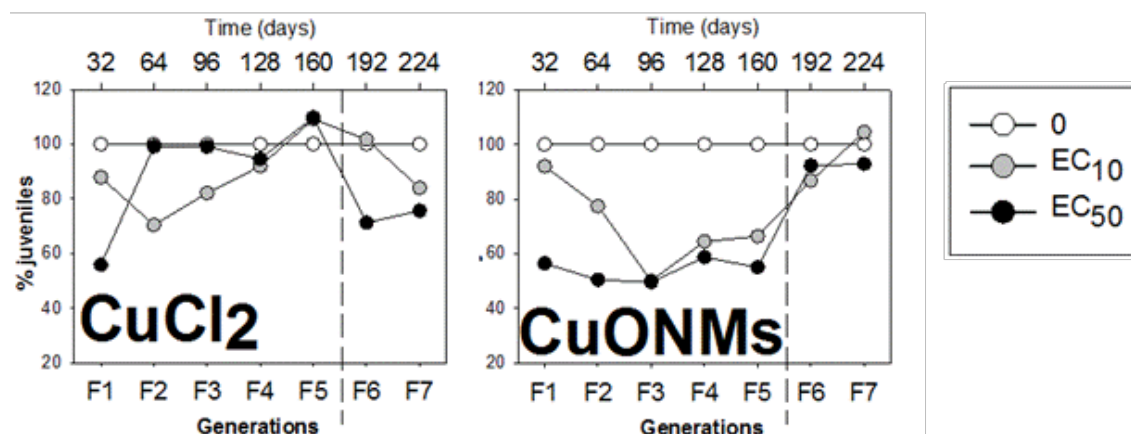 Time (days)
32 64 96 128 160 192 224
120
100
80
60
40
20
% juveniles
CuCl2
F1 F2 F3 F4 F5 F6 F7
Generations
Time (days)
32 64 96 128 160 192 224
120
100
80
60
40
20
CuONMs
F1 F2 F3 F4 F5 F6 F7
Generations
0
EC10
EC50